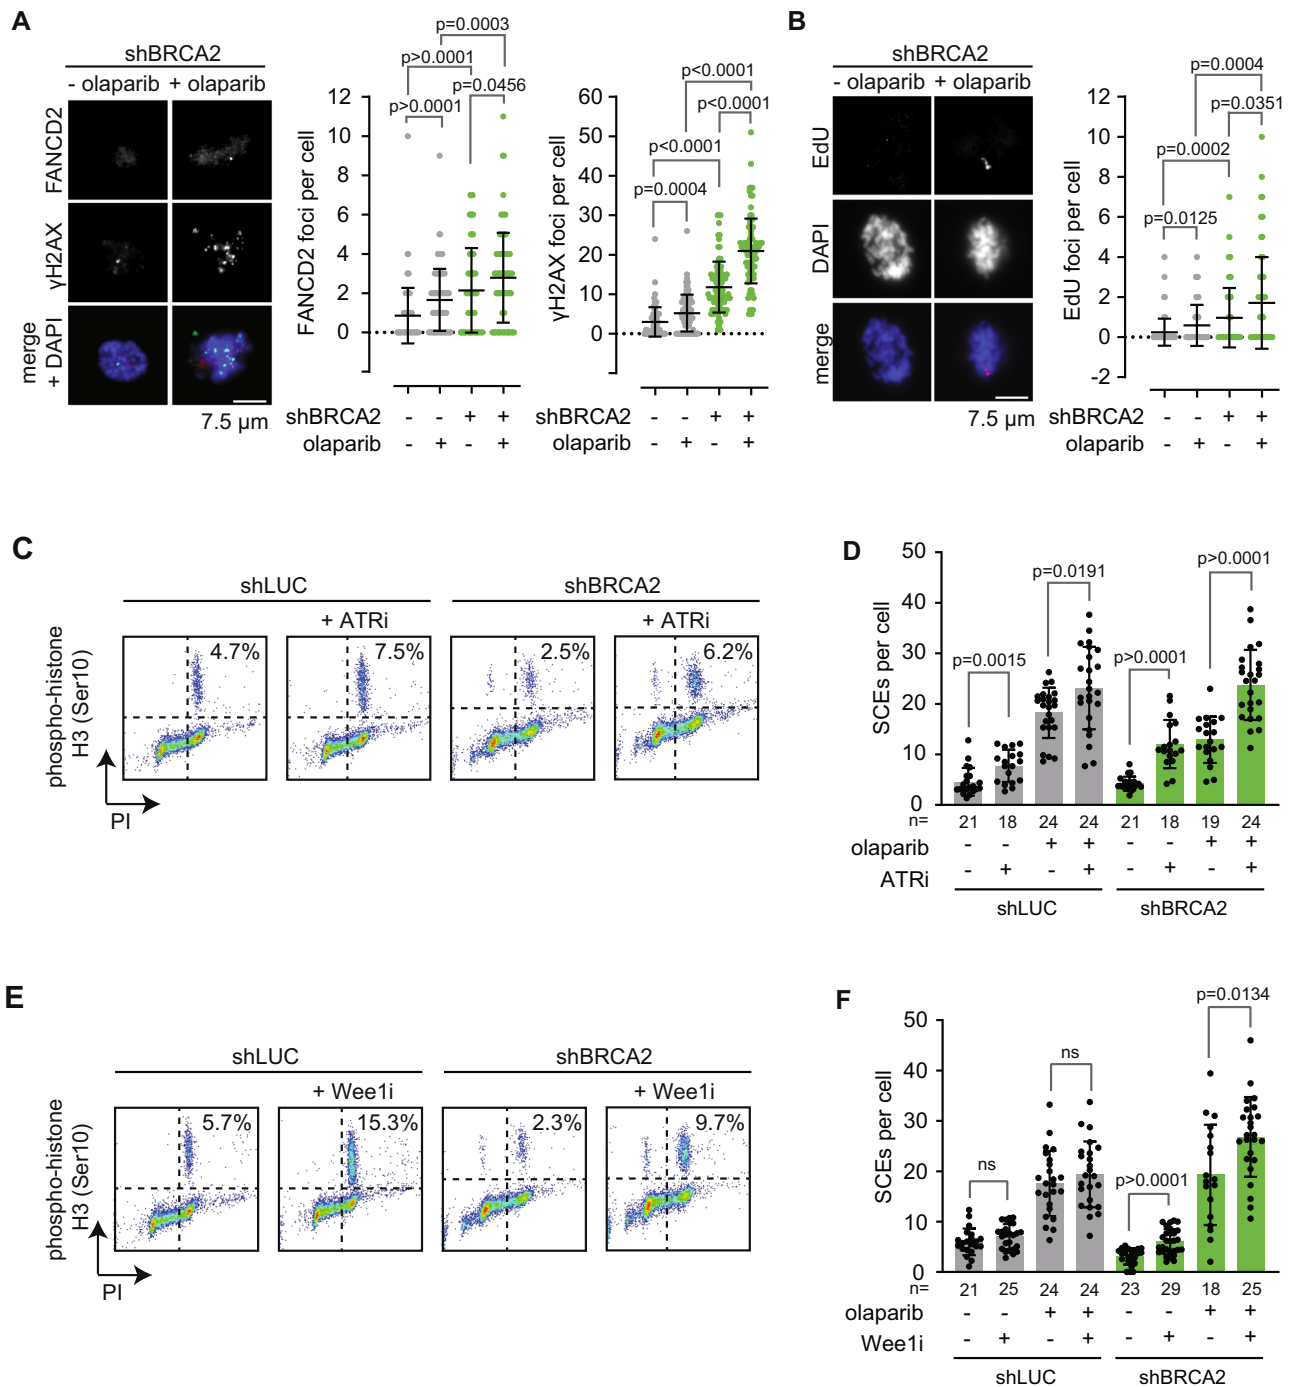 A
shBRCA2
- olaparib + olaparib
FANCD2
γH2AX
merge
+ DAPI
7.5 µm
FANCD2 foci per cell
12
10
8
6
4
2
0
p=0.0003
p>0.0001
p=0.0456
p>0.0001
shBRCA2 - - + +
olaparib - + - +
γH2AX foci per cell
60
50
40
30
20
10
0
p<0.0001
p<0.0001
p<0.0001
p=0.0004
shBRCA2 - - + +
olaparib - + - +
B
shBRCA2
- olaparib + olaparib
EdU
DAPI
merge
7.5 µm
EdU foci per cell
12
10
8
6
4
2
0
-2
p=0.0004
p=0.0351
p=0.0002
p=0.0125
shBRCA2 - - + +
olaparib - + - +
C
shLUC
shBRCA2
+ ATRi
+ ATRi
4.7%
7.5%
2.5%
6.2%
phospho-histone
H3 (Ser10)
PI
D
SCEs per cell
50
40
30
20
10
0
p=0.0015
p=0.0191
p>0.0001
p>0.0001
n= 21 18 24 24 21 18 19 24
olaparib - - + + - - + +
ATRi - + - + - + - +
shLUC
shBRCA2
E
shLUC
shBRCA2
+ Wee1i
+ Wee1i
5.7%
15.3%
2.3%
9.7%
phospho-histone
H3 (Ser10)
PI
F
SCEs per cell
50
40
30
20
10
0
ns
ns
p>0.0001
p=0.0134
n= 21 25 24 24 23 29 18 25
olaparib - - + + - - + +
Wee1i - + - + - + - +
shLUC
shBRCA2